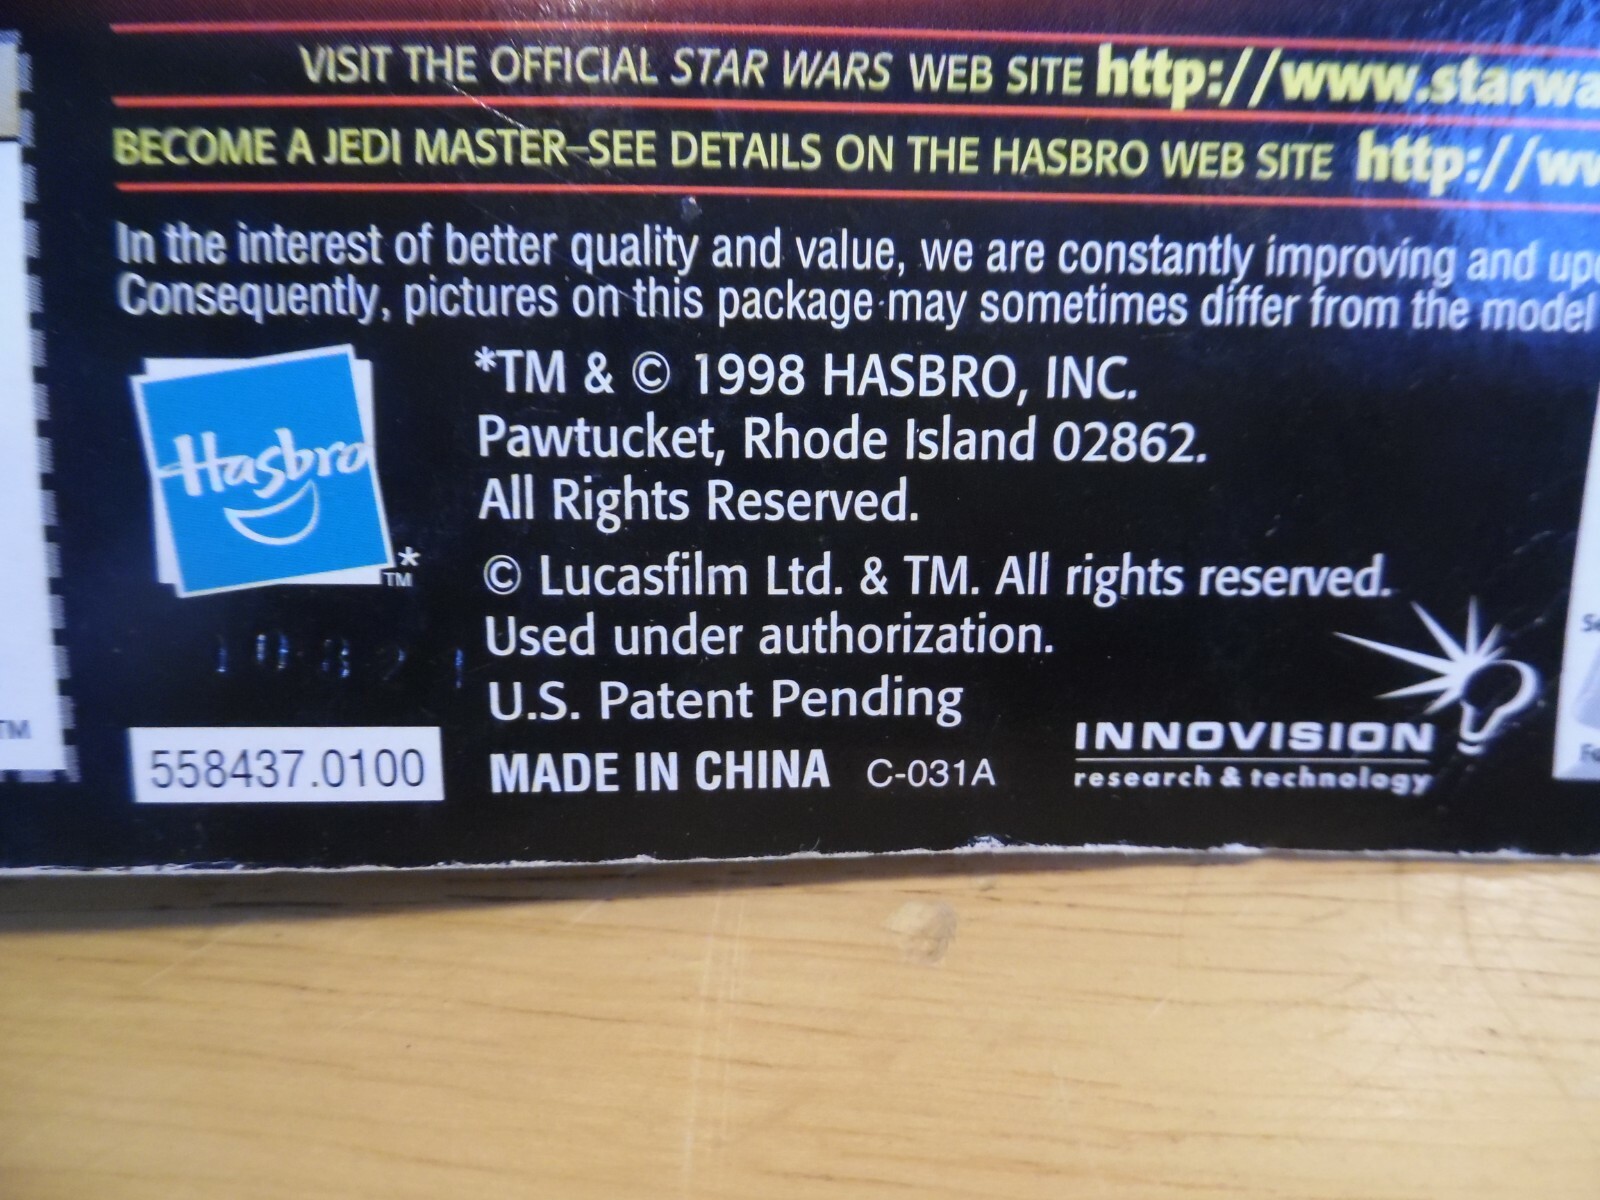 VISIT THE OFFICIAL STAR WARS WEB SITE http://www.starwa
BECOME A JEDI MASTER–SEE DETAILS ON THE HASBRO WEB SITE http://ww
In the interest of better quality and value, we are constantly improving and
Consequently, pictures on this package may sometimes differ from the model
Hasbro
*
TM
*TM & © 1998 HASBRO, INC.
Pawtucket, Rhode Island 02862.
All Rights Reserved.
© Lucasfilm Ltd. & TM. All rights reserved.
Used under authorization.
U.S. Patent Pending
MADE IN CHINA C-031A
558437.0100
INNOVISION
research & technology
TM